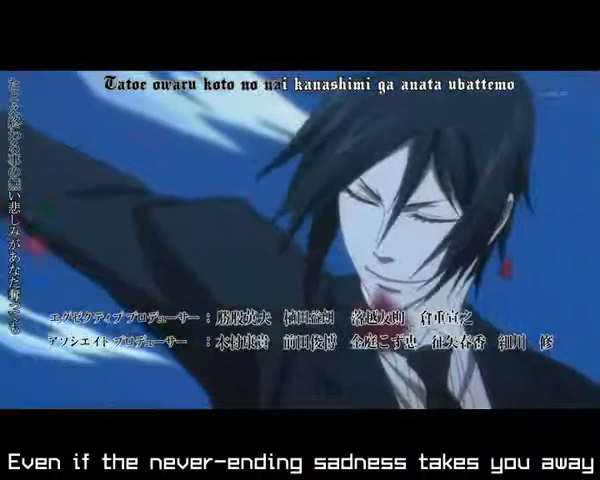 Tatoe owaru koto no nai kanashimi ga anata ubattemo
たとえ終わる事の無い悲しみがあなた奪っても
エグゼクティブ プロデューサー：勝股英夫 植田益朗 落越友則 倉重宣之
アソシエイト プロデューサー：木村康貴 前田俊博 金庭こず恵 征矢春香 細川 修
Even if the never-ending sadness takes you away